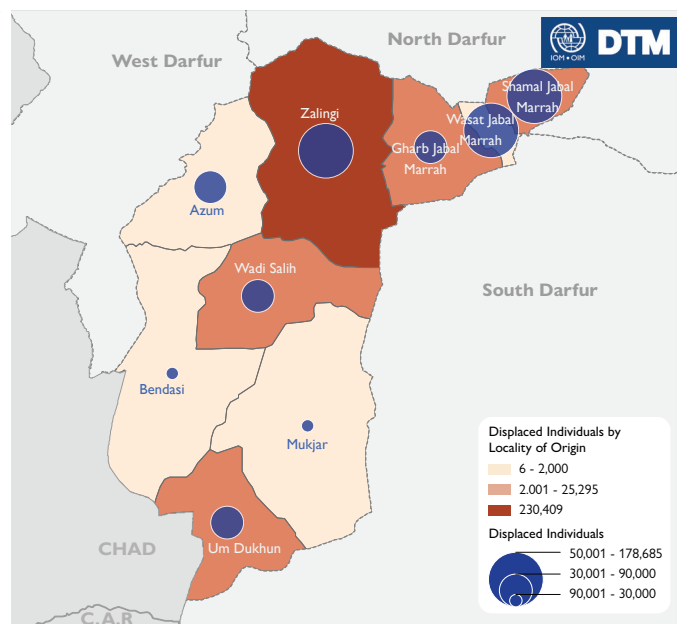 North Darfur
West Darfur
IOM • OIM
DTM
Shamal Jabal
Marrah
Zalingi
Wasat Jabal
Marrah
Gharb Jabal
Marrah
Azum
Wadi Salih
South Darfur
Bendasi
Mukjar
Um Dukhun
CHAD
C.A.R
Displaced Individuals by
Locality of Origin
6 - 2,000
2.001 - 25,295
230,409
Displaced Individuals
50,001 - 178,685
30,001 - 90,000
90,001 - 30,000